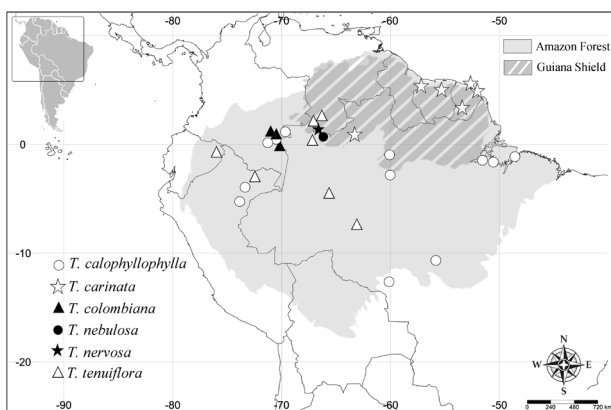 -80
-70
-60
-50
Amazon Forest
Guiana Shield
0
-10
-20
T. calophyllophylla
T. carinata
T. colombiana
T. nebulosa
T. nervosa
T. tenuiflora
N
W
E
S
0 240 480 720 km
-90
-80
-70
-60
-50